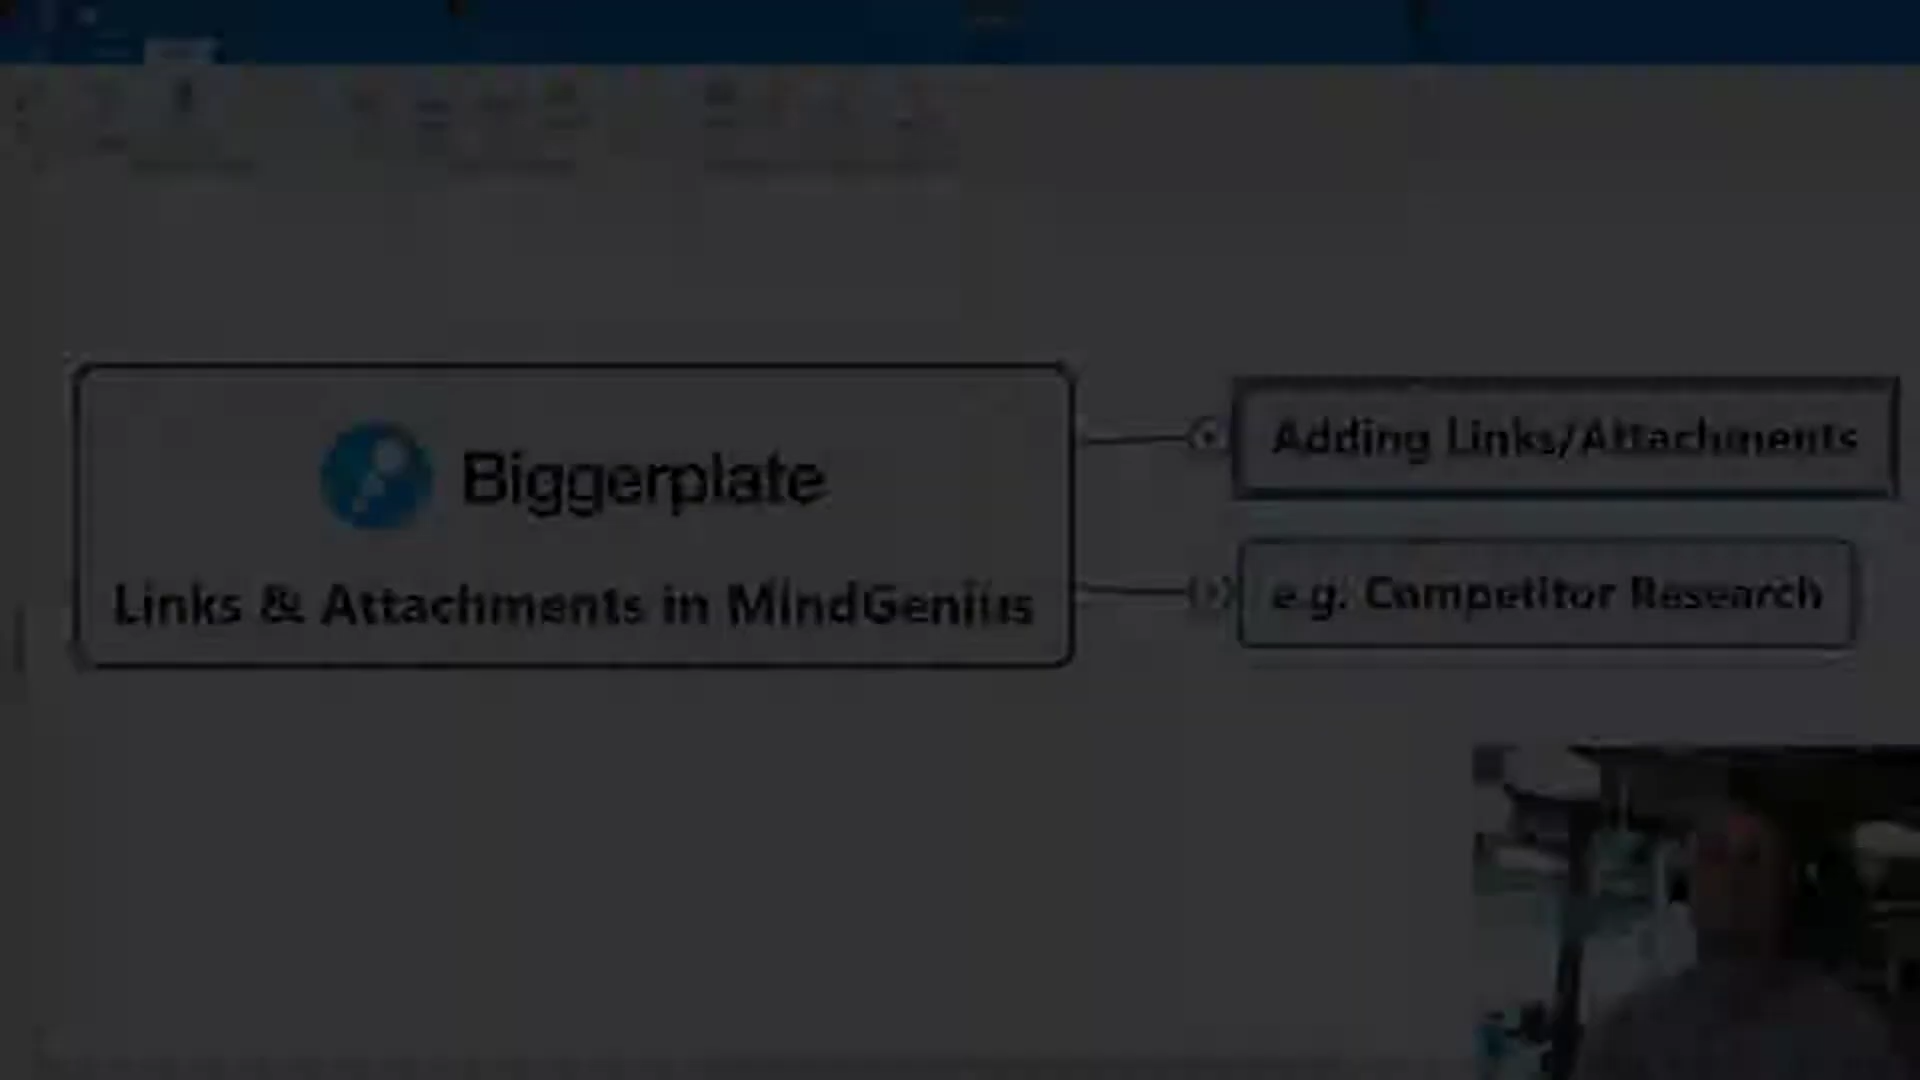 Biggerplate
Links & Attachments in MindGenius
Adding Links/Attachments
e.g. Competitor Research